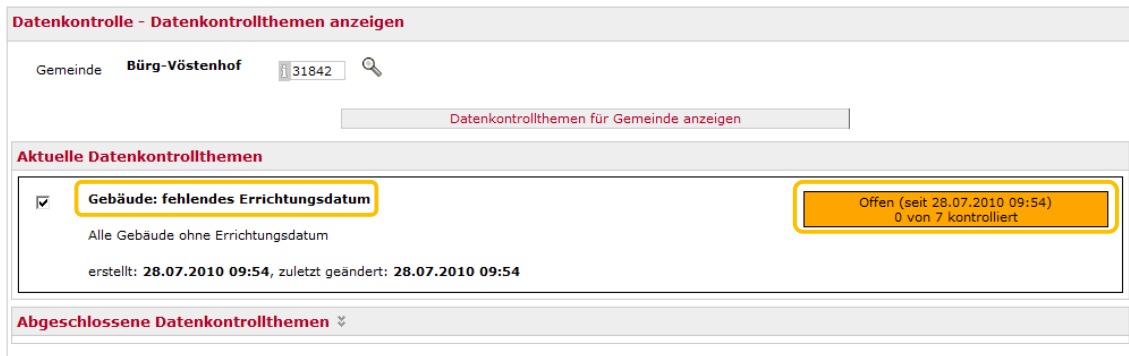 Datenkontrolle - Datenkontrollthemen anzeigen
Gemeinde Bürg-Vöstenhof i 31842
Datenkontrollthemen für Gemeinde anzeigen
Aktuelle Datenkontrollthemen
Gebäude: fehlendes Errichtungsdatum
Offen (seit 28.07.2010 09:54)
0 von 7 kontrolliert
Alle Gebäude ohne Errichtungsdatum
erstellt: 28.07.2010 09:54, zuletzt geändert: 28.07.2010 09:54
Abgeschlossene Datenkontrollthemen